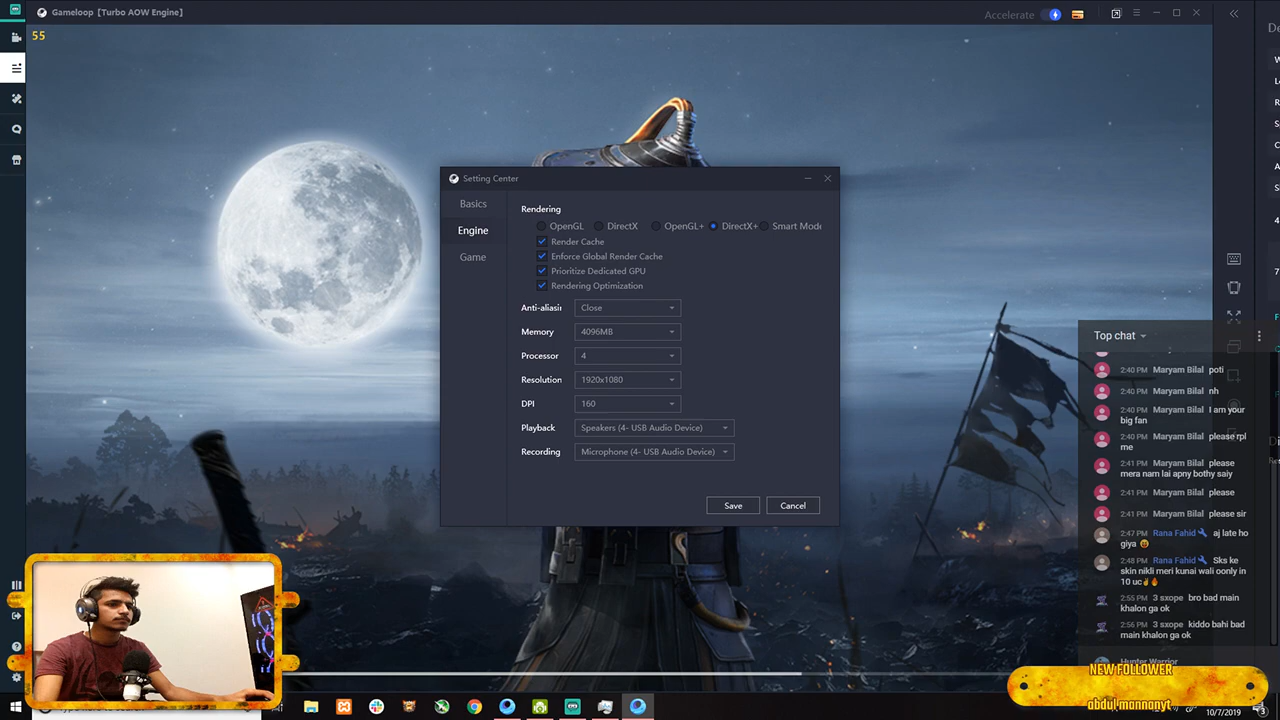 Gameloop [Turbo AOW Engine]
Accelerate
55
Setting Center
Basics
Engine
Game
Rendering
OpenGL
DirectX
OpenGL+
DirectX+
Smart Mode
Render Cache
Enforce Global Render Cache
Prioritize Dedicated GPU
Rendering Optimization
Anti-aliasin
Close
Memory
4096MB
Processor
4
Resolution
1920x1080
DPI
160
Playback
Speakers (4- USB Audio Device)
Recording
Microphone (4- USB Audio Device)
Save
Cancel
Top chat
2:40 PM Maryam Bilal poti
2:40 PM Maryam Bilal nh
2:40 PM Maryam Bilal I am your
big fan
2:40 PM Maryam Bilal please rpl
me
2:41 PM Maryam Bilal please
mera nam lai apny bothy saiy
2:41 PM Maryam Bilal please
2:41 PM Maryam Bilal please sir
2:47 PM Rana Fahid aj late ho
giya
2:48 PM Rana Fahid Sks ke
skin nikli meri kunai wali oonly in
10 uc
2:55 PM 3 sxope bro bad main
khalon ga ok
2:56 PM 3 sxope kiddo bahi bad
main khalon ga ok
Hunter Warrior
NEW FOLLOWER
abdul mannanyt
10/7/2019
3